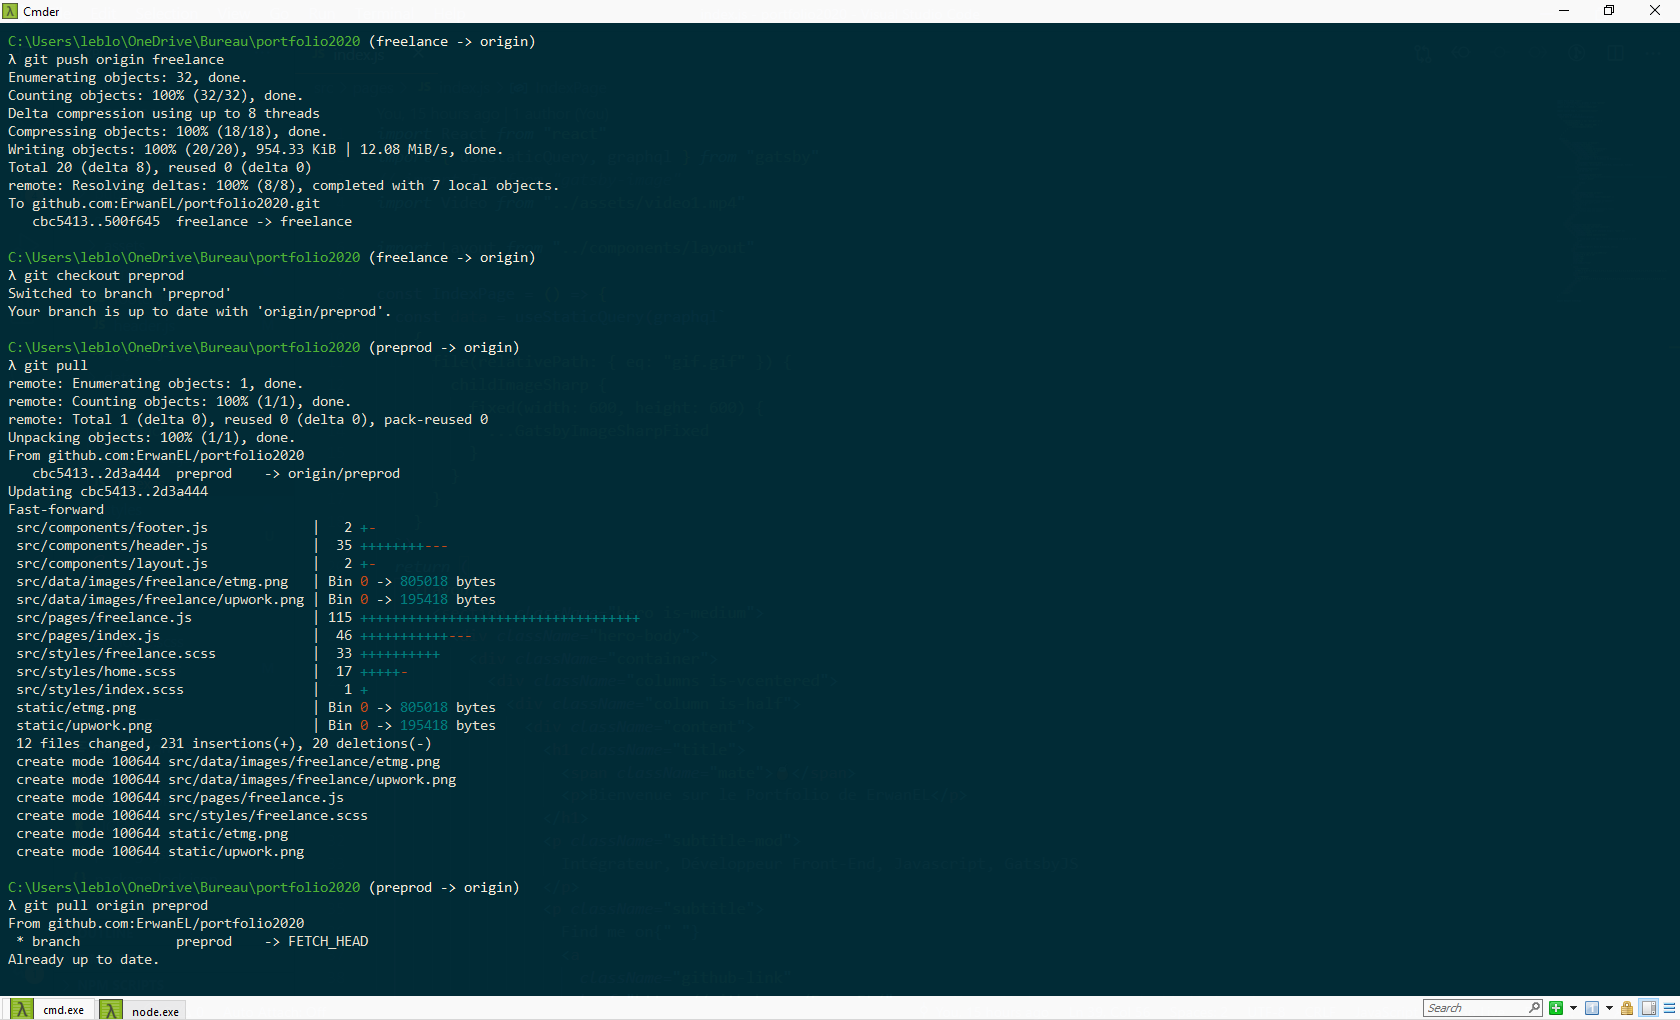 Cmder
C:\Users\leblo\OneDrive\Bureau\portfolio2020 (freelance -> origin)
λ git push origin freelance
Enumerating objects: 32, done.
Counting objects: 100% (32/32), done.
Delta compression using up to 8 threads
Compressing objects: 100% (18/18), done.
Writing objects: 100% (20/20), 954.33 KiB | 12.08 MiB/s, done.
Total 20 (delta 8), reused 0 (delta 0)
remote: Resolving deltas: 100% (8/8), completed with 7 local objects.
To github.com:ErwanEL/portfolio2020.git
   cbc5413..500f645  freelance -> freelance
C:\Users\leblo\OneDrive\Bureau\portfolio2020 (freelance -> origin)
λ git checkout preprod
Switched to branch 'preprod'
Your branch is up to date with 'origin/preprod'.
C:\Users\leblo\OneDrive\Bureau\portfolio2020 (preprod -> origin)
λ git pull
remote: Enumerating objects: 1, done.
remote: Counting objects: 100% (1/1), done.
remote: Total 1 (delta 0), reused 0 (delta 0), pack-reused 0
Unpacking objects: 100% (1/1), done.
From github.com:ErwanEL/portfolio2020
   cbc5413..2d3a444  preprod    -> origin/preprod
Updating cbc5413..2d3a444
Fast-forward
 src/components/footer.js             |   2 +-
 src/components/header.js             |  35 ++++++++---
 src/components/layout.js             |   2 +-
 src/data/images/freelance/etmg.png   | Bin 0 -> 805018 bytes
 src/data/images/freelance/upwork.png | Bin 0 -> 195418 bytes
 src/pages/freelance.js               | 115 +++++++++++++++++++++++++++++++++++
 src/pages/index.js                   |  46 +++++++++++---
 src/styles/freelance.scss            |  33 ++++++++++
 src/styles/home.scss                 |  17 +++++-
 src/styles/index.scss                |   1 +
 static/etmg.png                      | Bin 0 -> 805018 bytes
 static/upwork.png                    | Bin 0 -> 195418 bytes
 12 files changed, 231 insertions(+), 20 deletions(-)
 create mode 100644 src/data/images/freelance/etmg.png
 create mode 100644 src/data/images/freelance/upwork.png
 create mode 100644 src/pages/freelance.js
 create mode 100644 src/styles/freelance.scss
 create mode 100644 static/etmg.png
 create mode 100644 static/upwork.png
C:\Users\leblo\OneDrive\Bureau\portfolio2020 (preprod -> origin)
λ git pull origin preprod
From github.com:ErwanEL/portfolio2020
 * branch            preprod    -> FETCH_HEAD
Already up to date.
cmd.exe
node.exe
Search